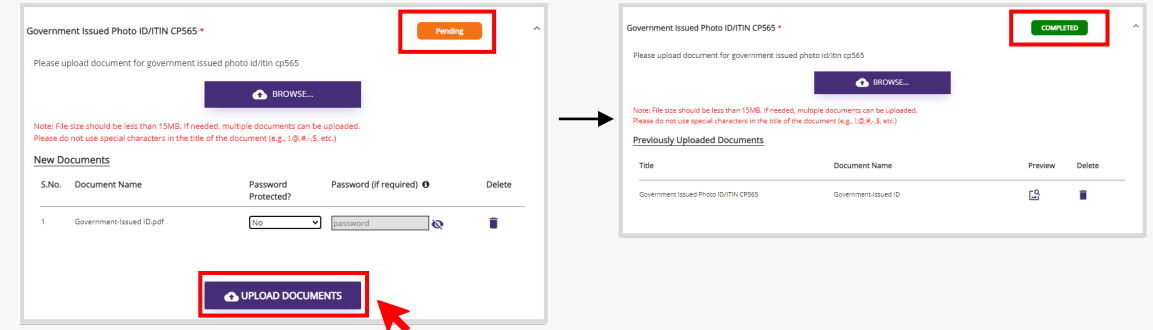 Government Issued Photo ID/ITIN CP565 *
Pending
Please upload document for government issued photo id/itin cp565
BROWSE...
Note: File size should be less than 15MB, If needed, multiple documents can be uploaded.
Please do not use special characters in the title of the document (e.g., !,@,#,-,$, etc.)
New Documents
S.No. Document Name Password Protected? Password (if required) Delete
1 Government-Issued ID.pdf No password
UPLOAD DOCUMENTS
Government Issued Photo ID/ITIN CP565 *
COMPLETED
Please upload document for government issued photo id/itin cp565
BROWSE...
Note: File size should be less than 15MB, If needed, multiple documents can be uploaded.
Please do not use special characters in the title of the document (e.g., !,@,#,-,$, etc.)
Previously Uploaded Documents
Title Document Name Preview Delete
Government Issued Photo ID/ITIN CP565 Government-Issued ID